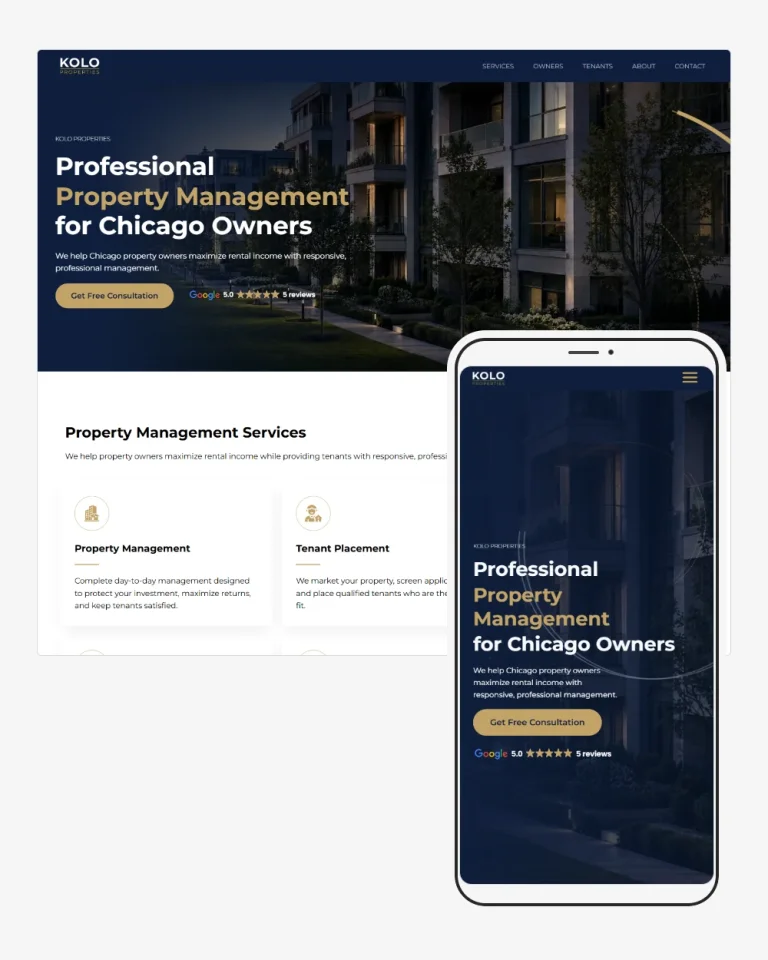 KOLO
PROPERTIES
SERVICES OWNERS TENANTS ABOUT CONTACT
KOLO PROPERTIES
Professional
Property Management
for Chicago Owners
We help Chicago property owners maximize rental income with responsive,
professional management.
Get Free Consultation
Google 5.0 5 reviews
Property Management Services
We help property owners maximize rental income while providing tenants with responsive,
Property Management
Complete day-to-day management designed
to protect your investment, maximize returns,
and keep tenants satisfied.
Tenant Placement
We market your property, screen
and place qualified tenants who are the
fit.
KOLO
PROPERTIES
KOLO PROPERTIES
Professional
Property
Management
for Chicago Owners
We help Chicago property owners
maximize rental income with
responsive, professional management.
Get Free Consultation
Google 5.0 5 reviews